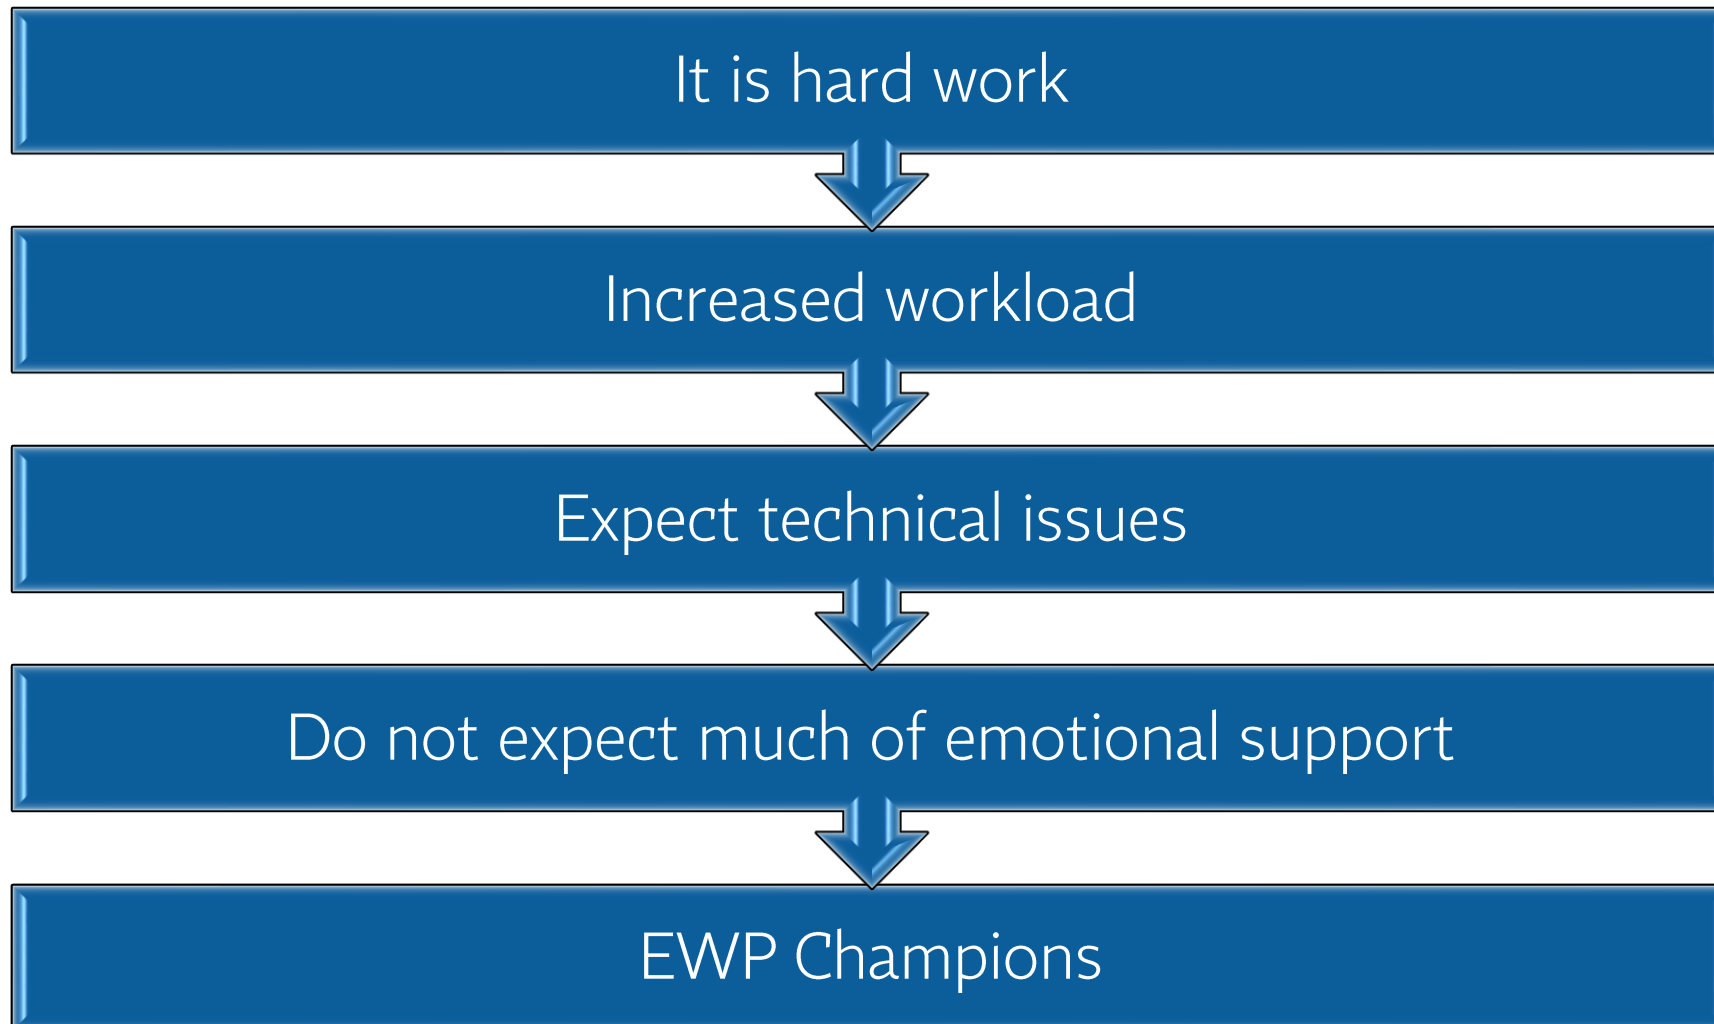 It is hard work
Increased workload
Expect technical issues
Do not expect much of emotional support
EWP Champions